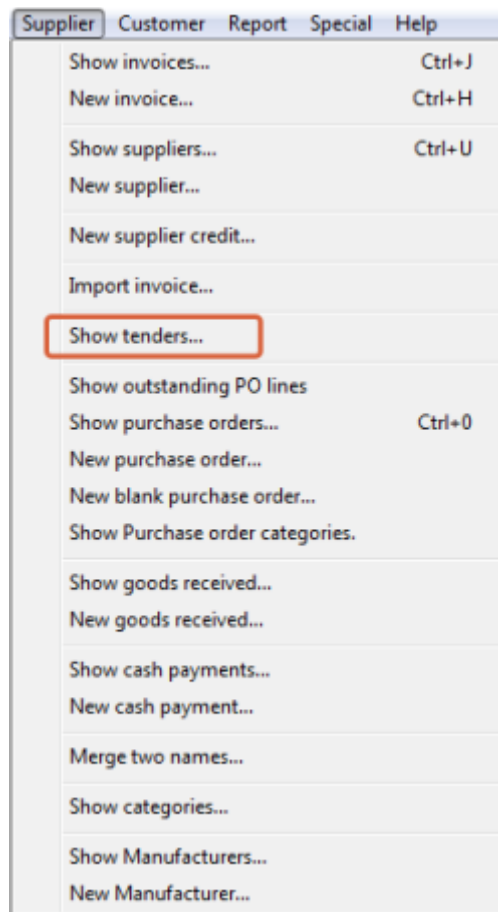 Supplier Customer Report Special Help
Show invoices... Ctrl+J
New invoice... Ctrl+H
Show suppliers... Ctrl+U
New supplier...
New supplier credit...
Import invoice...
Show tenders...
Show outstanding PO lines
Show purchase orders... Ctrl+0
New purchase order...
New blank purchase order...
Show Purchase order categories.
Show goods received...
New goods received...
Show cash payments...
New cash payment...
Merge two names...
Show categories...
Show Manufacturers...
New Manufacturer...